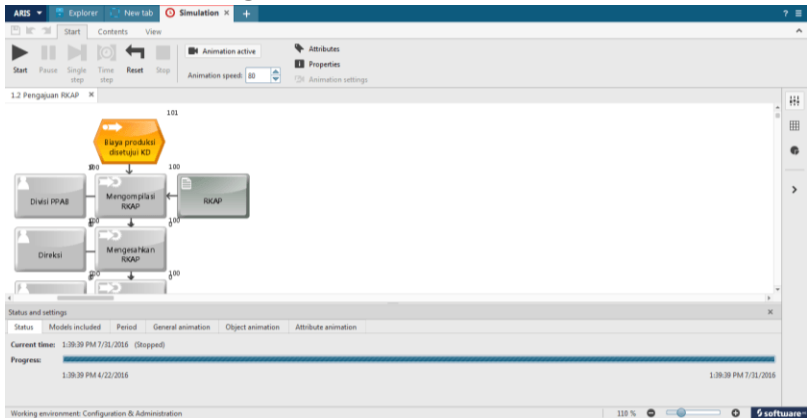 ARIS Explorer New tab Simulation × + ?
Start Contents View
Start Pause Single step Time step Reset Stop
Animation active
Animation speed: 80
Attributes
Properties
Animation settings
1.2 Pengajuan RKAP ×
101
Biaya produksi
disetujui KD
100
Divisi PPAB
Mengompilasi
RKAP
RKAP
100
Direksi
Mengesahkan
RKAP
100
Status and settings ×
Status Models included Period General animation Object animation Attribute animation
Current time: 1:39:39 PM 7/31/2016 (Stopped)
Progress:
1:39:39 PM 4/22/2016 1:39:39 PM 7/31/2016
Working environment: Configuration & Administration 110 % software